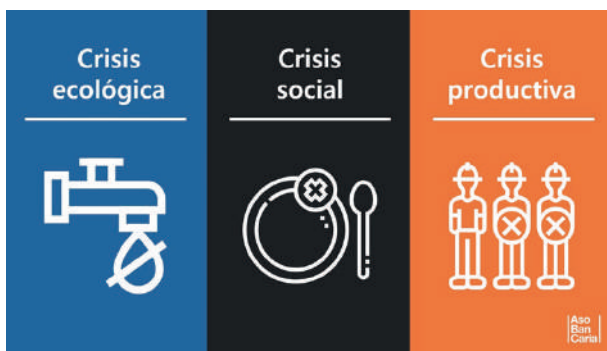 Crisis
ecológica
Crisis
social
Crisis
productiva
Aso
Ban
Caria